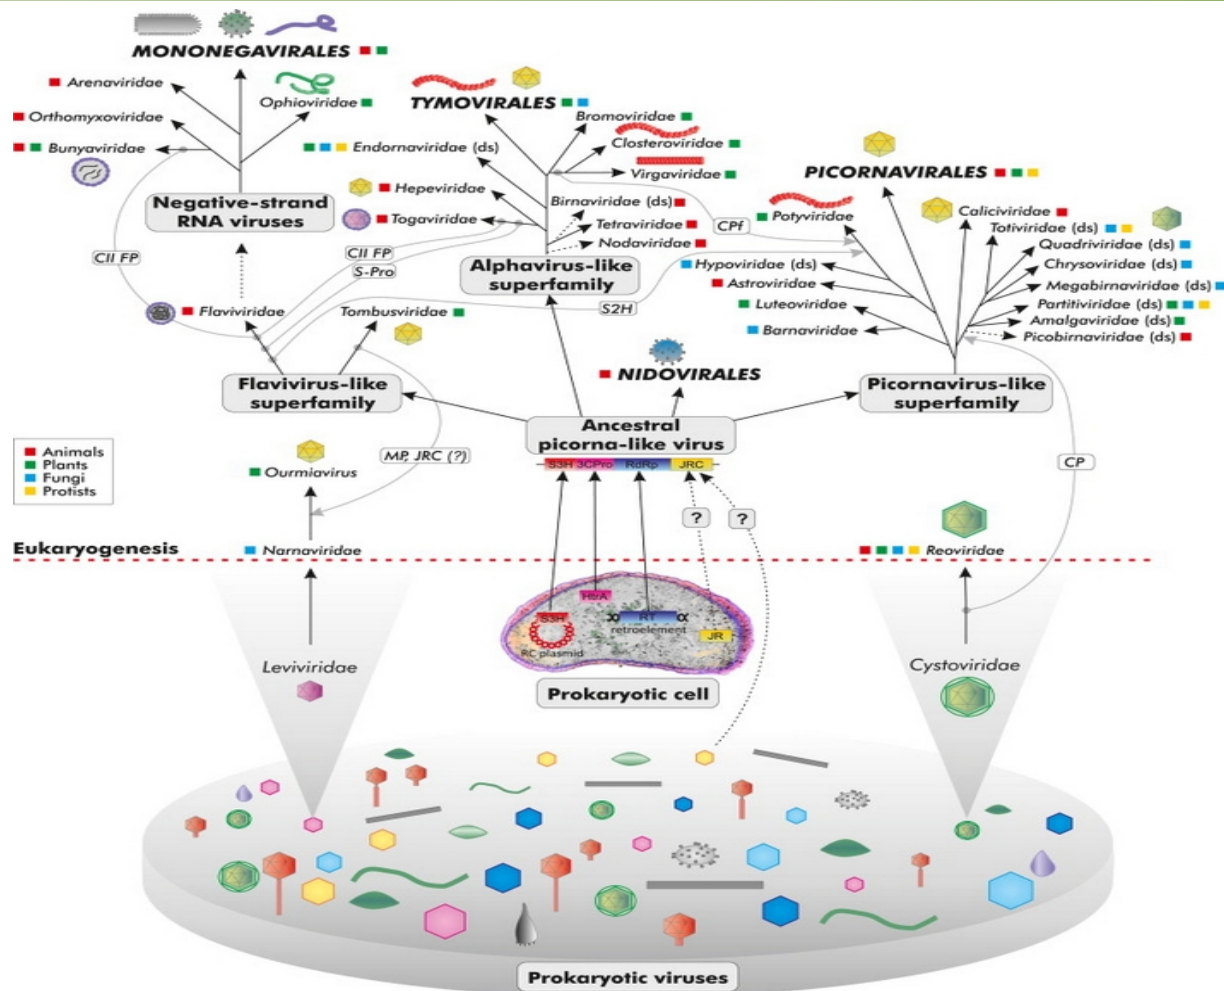 MONONEGAVIRALES
Arenaviridae
Ophioviridae
Orthomyxoviridae
Bunyaviridae
Negative-strand
RNA viruses
TYMOVIRALES
Bromoviridae
Closteroviridae
Endornaviridae (ds)
Virgaviridae
Hepeviridae
Birnaviridae (ds)
Togaviridae
Tetraviridae
Nodaviridae
CPf
CII FP
CII FP
S-Pro
Alphavirus-like
superfamily
S2H
PICORNAVIRALES
Potyviridae
Caliciviridae
Totiviridae (ds)
Quadriviridae (ds)
Hypoviridae (ds)
Chrysoviridae (ds)
Astroviridae
Megabirnaviridae (ds)
Luteoviridae
Partitiviridae (ds)
Amalgaviridae (ds)
Barnaviridae
Picobirnaviridae (ds)
Flaviviridae
Tombusviridae
Flavivirus-like
superfamily
NIDOVIRALES
Picornavirus-like
superfamily
Ancestral
picorna-like virus
S3H 3CPro RdRp JRC
Animals
Plants
Fungi
Protists
Ourmiavirus
MP, JRC (?)
CP
? ?
Eukaryogenesis
Narnaviridae
Reoviridae
HtrA
S3H
RT
retroelement
JR
RC plasmid
Leviviridae
Cystoviridae
Prokaryotic cell
Prokaryotic viruses